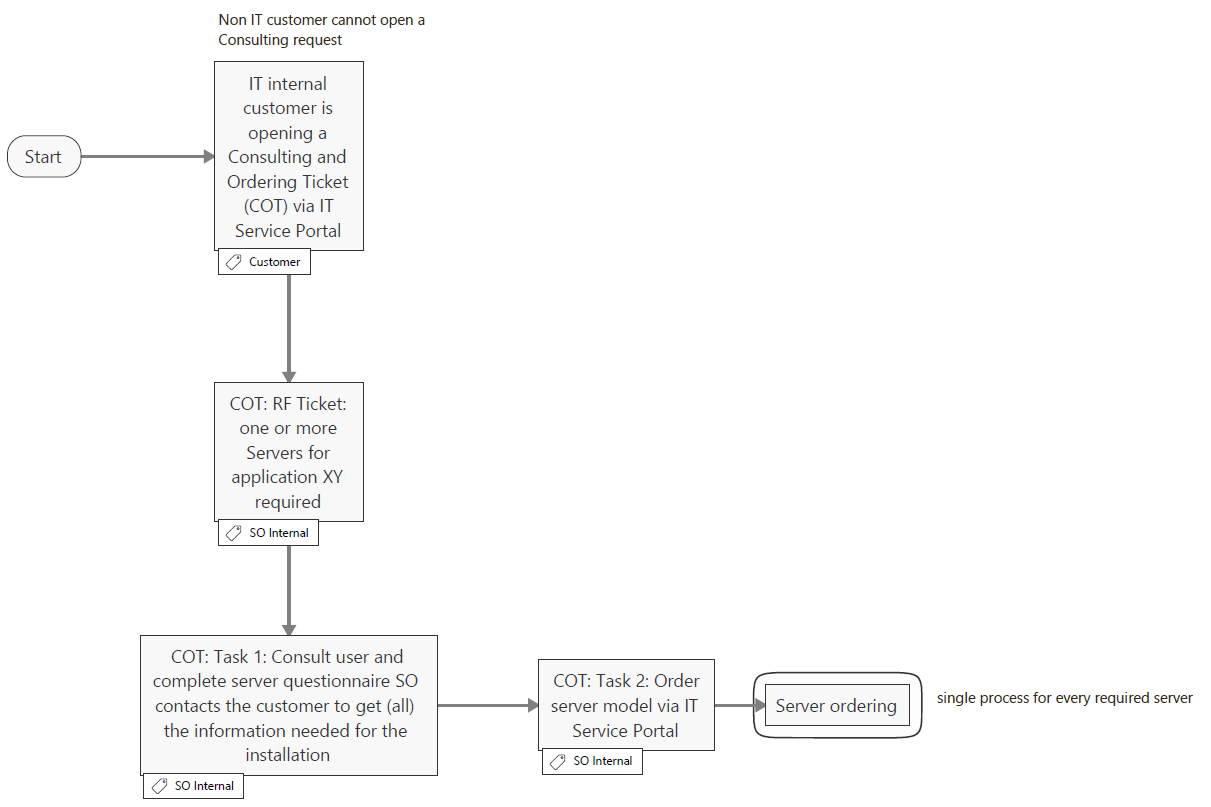 Non IT customer cannot open a
Consulting request
IT internal
customer is
opening a
Consulting and
Ordering Ticket
(COT) via IT
Service Portal
Start
Customer
COT: RF Ticket:
one or more
Servers for
application XY
required
SO Internal
COT: Task 1: Consult user and
complete server questionnaire SO
contacts the customer to get (all)
the information needed for the
installation
SO Internal
COT: Task 2: Order
server model via IT
Service Portal
SO Internal
Server ordering
single process for every required server